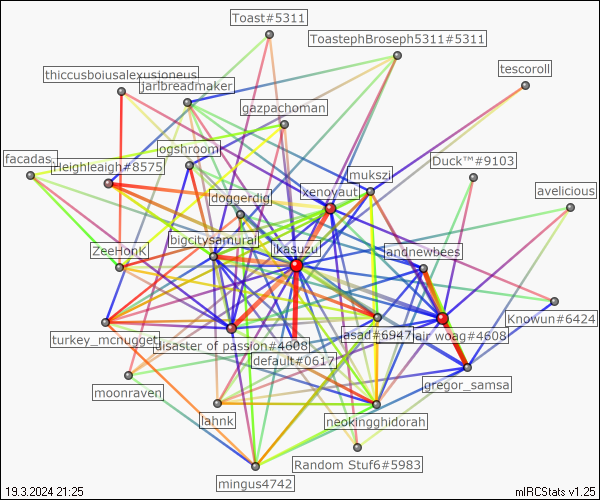 Toast#5311
ToastephBroseph5311#5311
tescoroll
thiccusboiusalexusioneus
jarlbreadmaker
gazpachoman
ogshroom
facadas
Heighleigh#8575
mukszi
Duck™#9103
doggerdig
xenoyaut
avelicious
bigcitysamurai
ikasuzu
andnewbees
ZeeHonk
Knowun#6424
turkey_mcnugget
disaster of passion#4608
asad#6947
air woag#4608
default#0617
moonraven
gregor_samsa
lahnk
neokingghidorah
Random Stuf6#5983
mingus4742
19.3.2024 21:25
mIRCStats v1.25